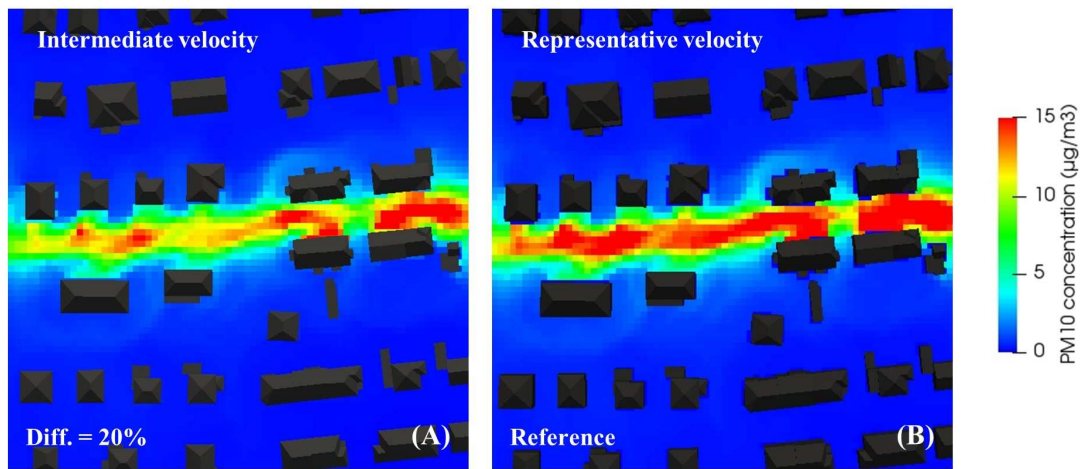 Intermediate velocity
Diff. = 20%
(A)
Representative velocity
Reference
(B)
15
10
5
0
PM10 concentration (µg/m3)